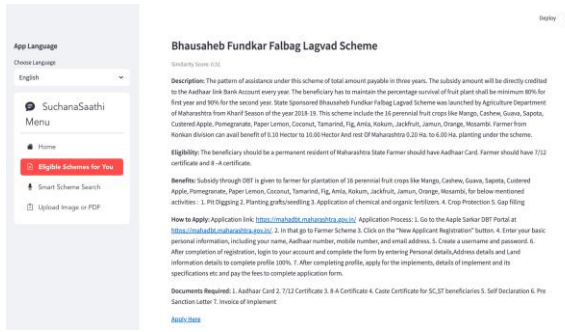 Deploy
App Language
Choose Language
English
SuchanaSaathi
Menu
Home
Eligible Schemes for You
Smart Scheme Search
Upload Image or PDF
Bhausaheb Fundkar Falbag Lagvad Scheme
Similarity Score:
Description: The pattern of assistance under this scheme of total amount payable in three years. The subsidy amount will be directly credited
to the Aadhaar link Bank Account every year. The beneficiary has to maintain the percentage survival of fruit plant shall be minimum 80% for
first year and 90% for the second year. State Sponsored Bhausaheb Fundkar Falbag Lagvad Scheme was launched by Agriculture Department
of Maharashtra from Kharif Season of the year 2018-19. This scheme include the 16 perennial fruit crops like Mango, Cashew, Guava, Sapota,
Custered Apple, Pomegranate, Paper Lemon, Coconut, Tamarind, Fig, Amla, Kokum, Jackfruit, Jamun, Orange, Mosambi. Farmer from
Konkan division can avail benefit of 0.10 Hector to 10.00 Hector And rest Of Maharashtra 0.20 Ha. to 6.00 Ha. planting under the scheme.
Eligibility: The beneficiary should be a permanent resident of Maharashtra State Farmer should have Aadhaar Card. Farmer should have 7/12
certificate and 8 -A certificate.
Benefits: Subsidy through DBT is given to farmer for plantation of 16 perennial fruit crops like Mango, Cashew, Guava, Sapota, Custered
Apple, Pomegranate, Paper Lemon, Coconut, Tamarind, Fig, Amla, Kokum, Jackfruit, Jamun, Orange, Mosambi, for below mentioned
activities : 1. Pit Digging 2. Planting grafts/seedling 3. Application of chemical and organic fertilizers. 4. Crop Protection 5. Gap filling
How to Apply: Application link: https://mahadbt.maharashtra.gov.in/ Application Process: 1. Go to the Aaple Sarkar DBT Portal at
https://mahadbt.maharashtra.gov.in/. 2. In that go to Farmer Scheme 3. Click on the "New Applicant Registration" button. 4. Enter your basic
personal information, including your name, Aadhaar number, mobile number, and email address. 5. Create a username and password. 6.
After completion of registration, login to your account and complete the form by entering Personal details,Address details and Land
information details to complete profile 100%. 7. After completing profile, apply for the implements, details of implement and its
specifications etc and pay the fees to complete application form.
Documents Required: 1. Aadhaar Card 2. 7/12 Certificate 3. 8-A Certificate 4. Caste Certificate for SC,ST beneficiaries 5. Self Declaration 6. Pre
Sanction Letter 7. Invoice of Implement
Apply Here